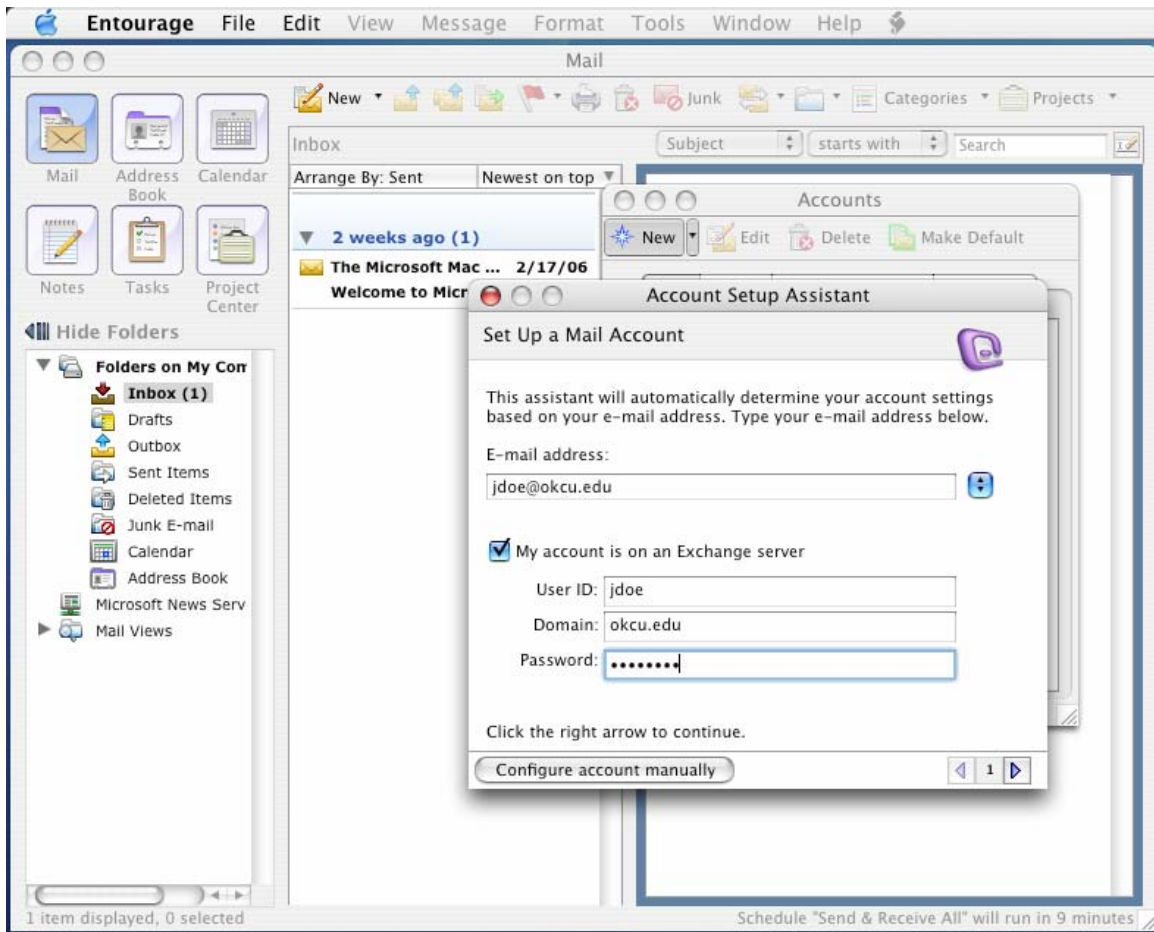 Entourage File Edit View Message Format Tools Window Help
Mail
New Junk Categories Projects
Mail Address Book Calendar
Notes Tasks Project Center
Hide Folders
Folders on My Com
Inbox (1)
Drafts
Outbox
Sent Items
Deleted Items
Junk E-mail
Calendar
Address Book
Microsoft News Serv
Mail Views
Inbox
Subject starts with Search
Arrange By: Sent Newest on top
2 weeks ago (1)
The Microsoft Mac ... 2/17/06
Welcome to Micr
Accounts
New Edit Delete Make Default
Account Setup Assistant
Set Up a Mail Account
This assistant will automatically determine your account settings
based on your e-mail address. Type your e-mail address below.
E-mail address:
jdoe@okcu.edu
My account is on an Exchange server
User ID: jdoe
Domain: okcu.edu
Password: ••••••••
Click the right arrow to continue.
Configure account manually 1
1 item displayed, 0 selected
Schedule "Send & Receive All" will run in 9 minutes